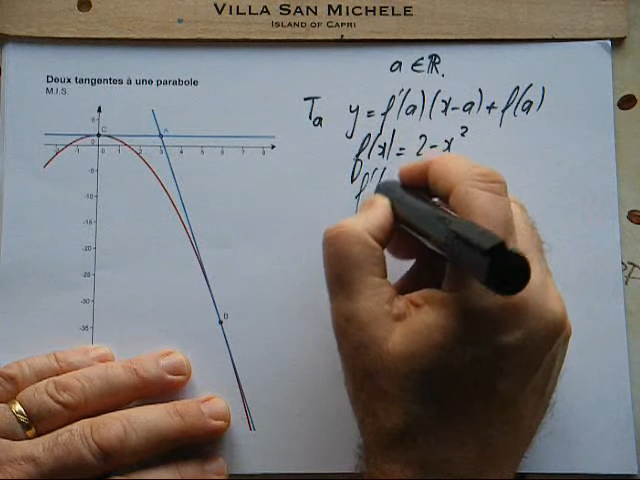 VILLA SAN MICHELE
ISLAND OF CAPRI
a ∈ ℝ.
Deux tangentes à une parabole
M.I.S.
Tₐ y = f'(a)(x-a) + f(a)
f(x) = 2 - x²
f'(